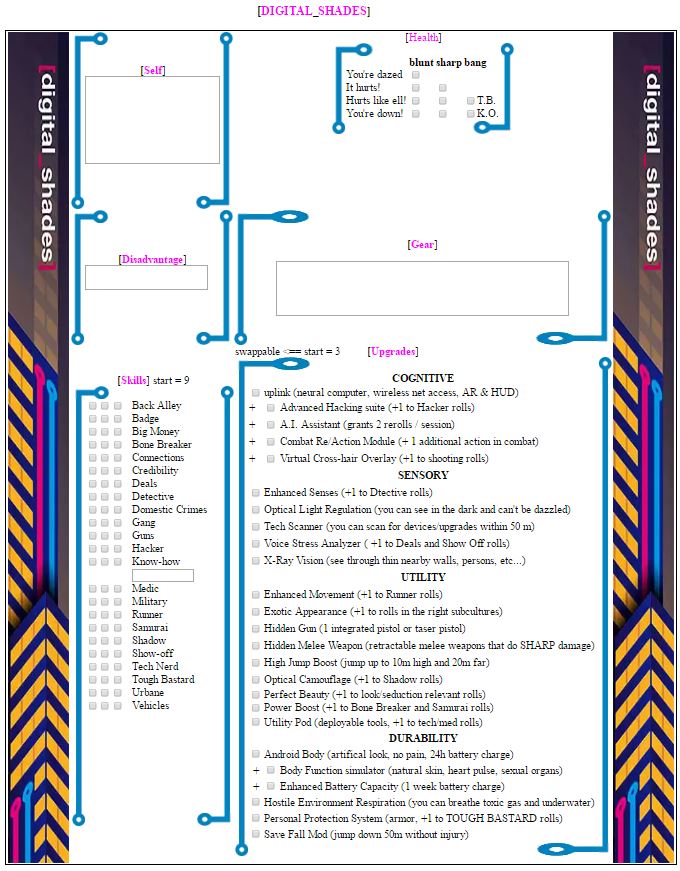 [DIGITAL_SHADES]
[digital_shades]
[Self]
[Health]
blunt sharp bang
You're dazed
It hurts!
Hurts like ell! T.B.
You're down! K.O.
[digital_shades]
[Disadvantage]
[Gear]
swappable <== start = 3 [Upgrades]
[Skills] start = 9
Back Alley
Badge
Big Money
Bone Breaker
Connections
Credibility
Deals
Detective
Domestic Crimes
Gang
Guns
Hacker
Know-how
Medic
Military
Runner
Samurai
Shadow
Show-off
Tech Nerd
Tough Bastard
Urbane
Vehicles
COGNITIVE
uplink (neural computer, wireless net access, AR & HUD)
+ Advanced Hacking suite (+1 to Hacker rolls)
+ A.I. Assistant (grants 2 rerolls / session)
+ Combat Re/Action Module (+ 1 additional action in combat)
+ Virtual Cross-hair Overlay (+1 to shooting rolls)
SENSORY
Enhanced Senses (+1 to Dtective rolls)
Optical Light Regulation (you can see in the dark and can't be dazzled)
Tech Scanner (you can scan for devices/upgrades within 50 m)
Voice Stress Analyzer ( +1 to Deals and Show Off rolls)
X-Ray Vision (see through thin nearby walls, persons, etc...)
UTILITY
Enhanced Movement (+1 to Runner rolls)
Exotic Appearance (+1 to rolls in the right subcultures)
Hidden Gun (1 integrated pistol or taser pistol)
Hidden Melee Weapon (retractable melee weapons that do SHARP damage)
High Jump Boost (jump up to 10m high and 20m far)
Optical Camouflage (+1 to Shadow rolls)
Perfect Beauty (+1 to look/seduction relevant rolls)
Power Boost (+1 to Bone Breaker and Samurai rolls)
Utility Pod (deployable tools, +1 to tech/med rolls)
DURABILITY
Android Body (artifical look, no pain, 24h battery charge)
+ Body Function simulator (natural skin, heart pulse, sexual organs)
+ Enhanced Battery Capacity (1 week battery charge)
Hostile Environment Respiration (you can breathe toxic gas and underwater)
Personal Protection System (armor, +1 to TOUGH BASTARD rolls)
Save Fall Mod (jump down 50m without injury)